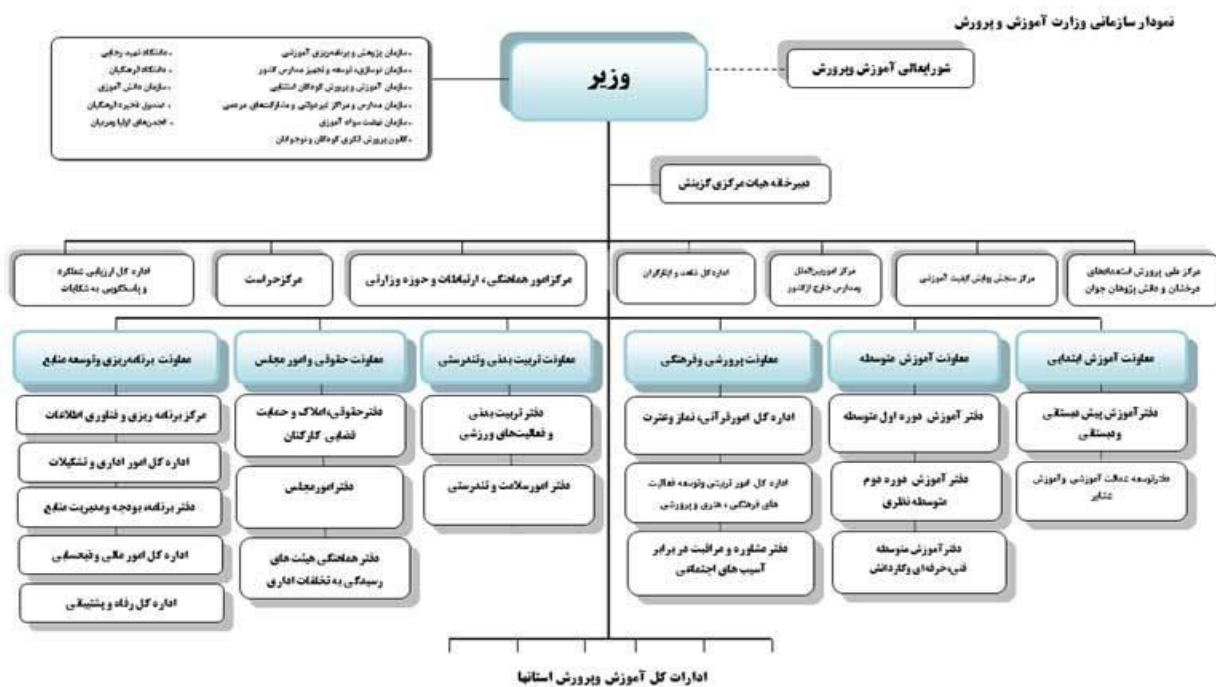 نمودار سازمانی وزارت آموزش و پرورش
شورایعالی آموزش وپرورش
وزیر
- سازمان پژوهش و برنامه‌ریزی آموزشی
- سازمان نوسازی، توسعه و تجهیز مدارس کشور
- سازمان آموزش و پرورش کودکان استثنایی
- سازمان مدارس و مراکز غیردولتی و مشارکت‌های مردمی
- سازمان نهضت سواد آموزی
- کانون پرورش فکری کودکان و نوجوانان
- دانشگاه شهید رجایی
- دانشگاه فرهنگیان
- سازمان دانش آموزی
- صندوق ذخیره فرهنگیان
- انجمن‌های اولیا ومربیان
دبیرخانه هیات مرکزی گزینش
مرکز ملی پرورش استعدادهای
درخشان و دانش پژوهان جوان
مرکز سنجش وپایش کیفیت آموزشی
مرکز اموربین‌الملل
ومدارس خارج ازکشور
اداره کل شاهد و ایثارگران
مرکزامور هماهنگی ، ارتباطات و حوزه وزارتی
مرکزحراست
اداره کل ارزیابی عملکرد
و پاسخگویی به شکایات
معاونت آموزش ابتدایی
معاونت آموزش متوسطه
معاونت پرورشی وفرهنگی
معاونت تربیت بدنی وتندرستی
معاونت حقوقی و امور مجلس
معاونت برنامه‌ریزی وتوسعه منابع
دفترآموزش پیش دبستانی
و دبستانی
دفترتوسعه عدالت آموزشی وآموزش
عشایر
دفتر آموزش دوره اول متوسطه
دفتر آموزش دوره دوم
متوسطه نظری
دفترآموزش متوسطه
فنی،حرفه‌ای وکاردانش
اداره کل امورقرآنی، نماز وعترت
اداره کل امور تربیتی وتوسعه فعالیت
های فرهنگی ، هنری و پرورشی
دفتر مشاوره و مراقبت در برابر
آسیب های اجتماعی
دفتر تربیت بدنی
و فعالیت‌های ورزشی
دفتر امورسلامت و تندرستی
دفترحقوقی،املاک و حمایت
قضایی کارکنان
دفترامورمجلس
دفتر هماهنگی هیئت های
رسیدگی به تخلفات اداری
مرکز برنامه ریزی و فناوری اطلاعات
اداره کل امور اداری و تشکیلات
دفتر برنامه، بودجه ومدیریت منابع
اداره کل امور مالی و ذیحسابی
اداره کل رفاه و پشتیبانی
ادارات کل آموزش وپرورش استانها